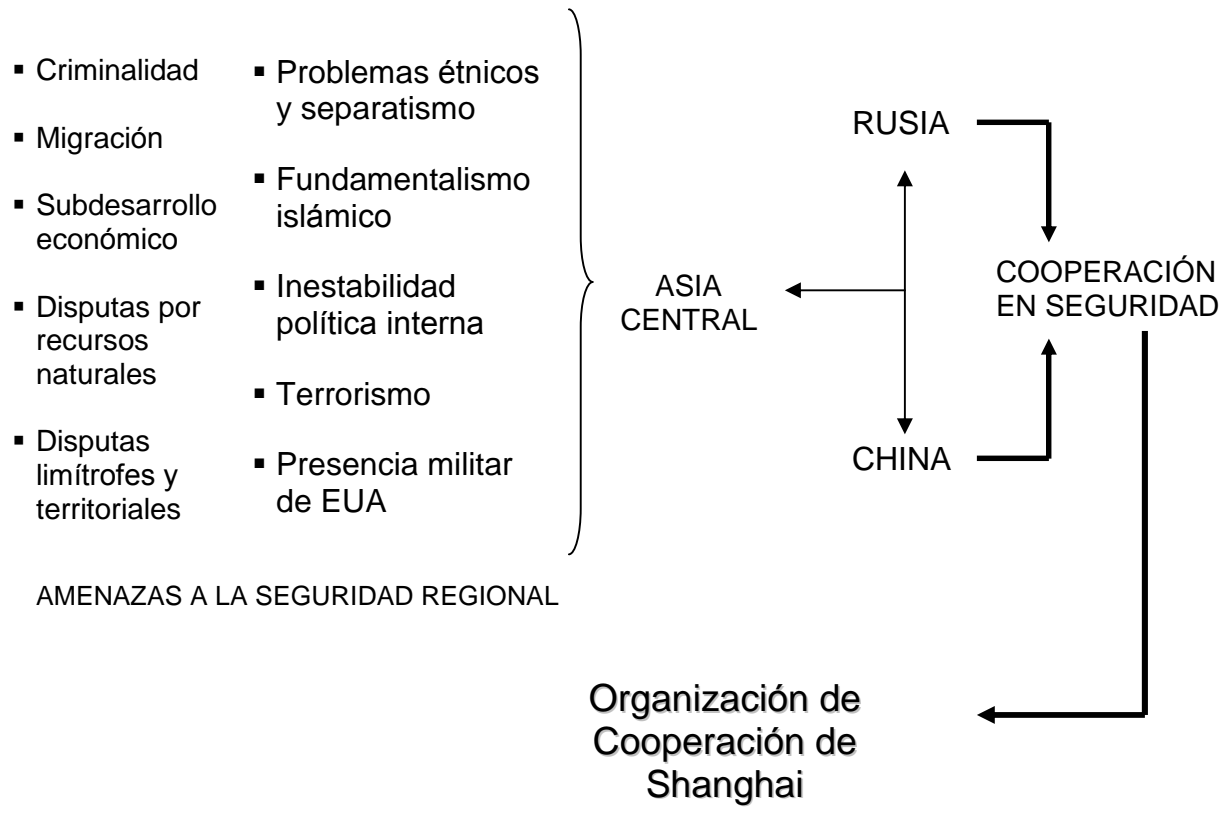 ▪ Criminalidad
▪ Migración
▪ Subdesarrollo
económico
▪ Disputas por
recursos
naturales
▪ Disputas
limítrofes y
territoriales
▪ Problemas étnicos
y separatismo
▪ Fundamentalismo
islámico
▪ Inestabilidad
política interna
▪ Terrorismo
▪ Presencia militar
de EUA
AMENAZAS A LA SEGURIDAD REGIONAL
ASIA
CENTRAL
RUSIA
CHINA
COOPERACIÓN
EN SEGURIDAD
Organización de
Cooperación de
Shanghai